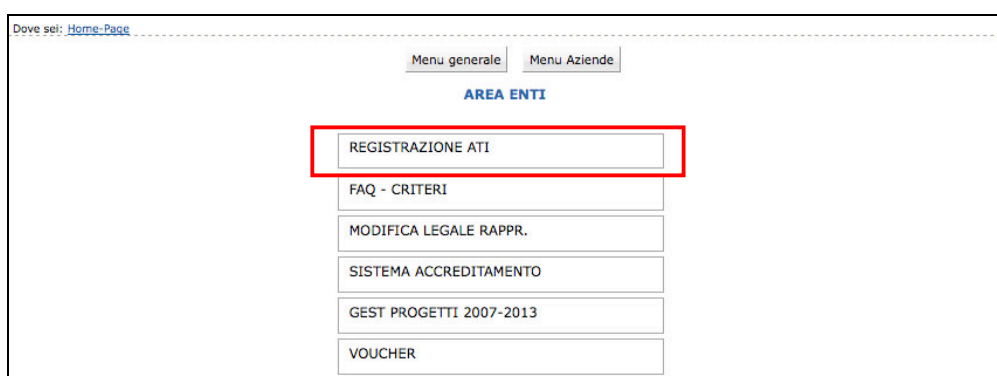 Dove sei: Home-Page
Menu generale Menu Aziende
AREA ENTI
REGISTRAZIONE ATI
FAQ - CRITERI
MODIFICA LEGALE RAPPR.
SISTEMA ACCREDITAMENTO
GEST PROGETTI 2007-2013
VOUCHER